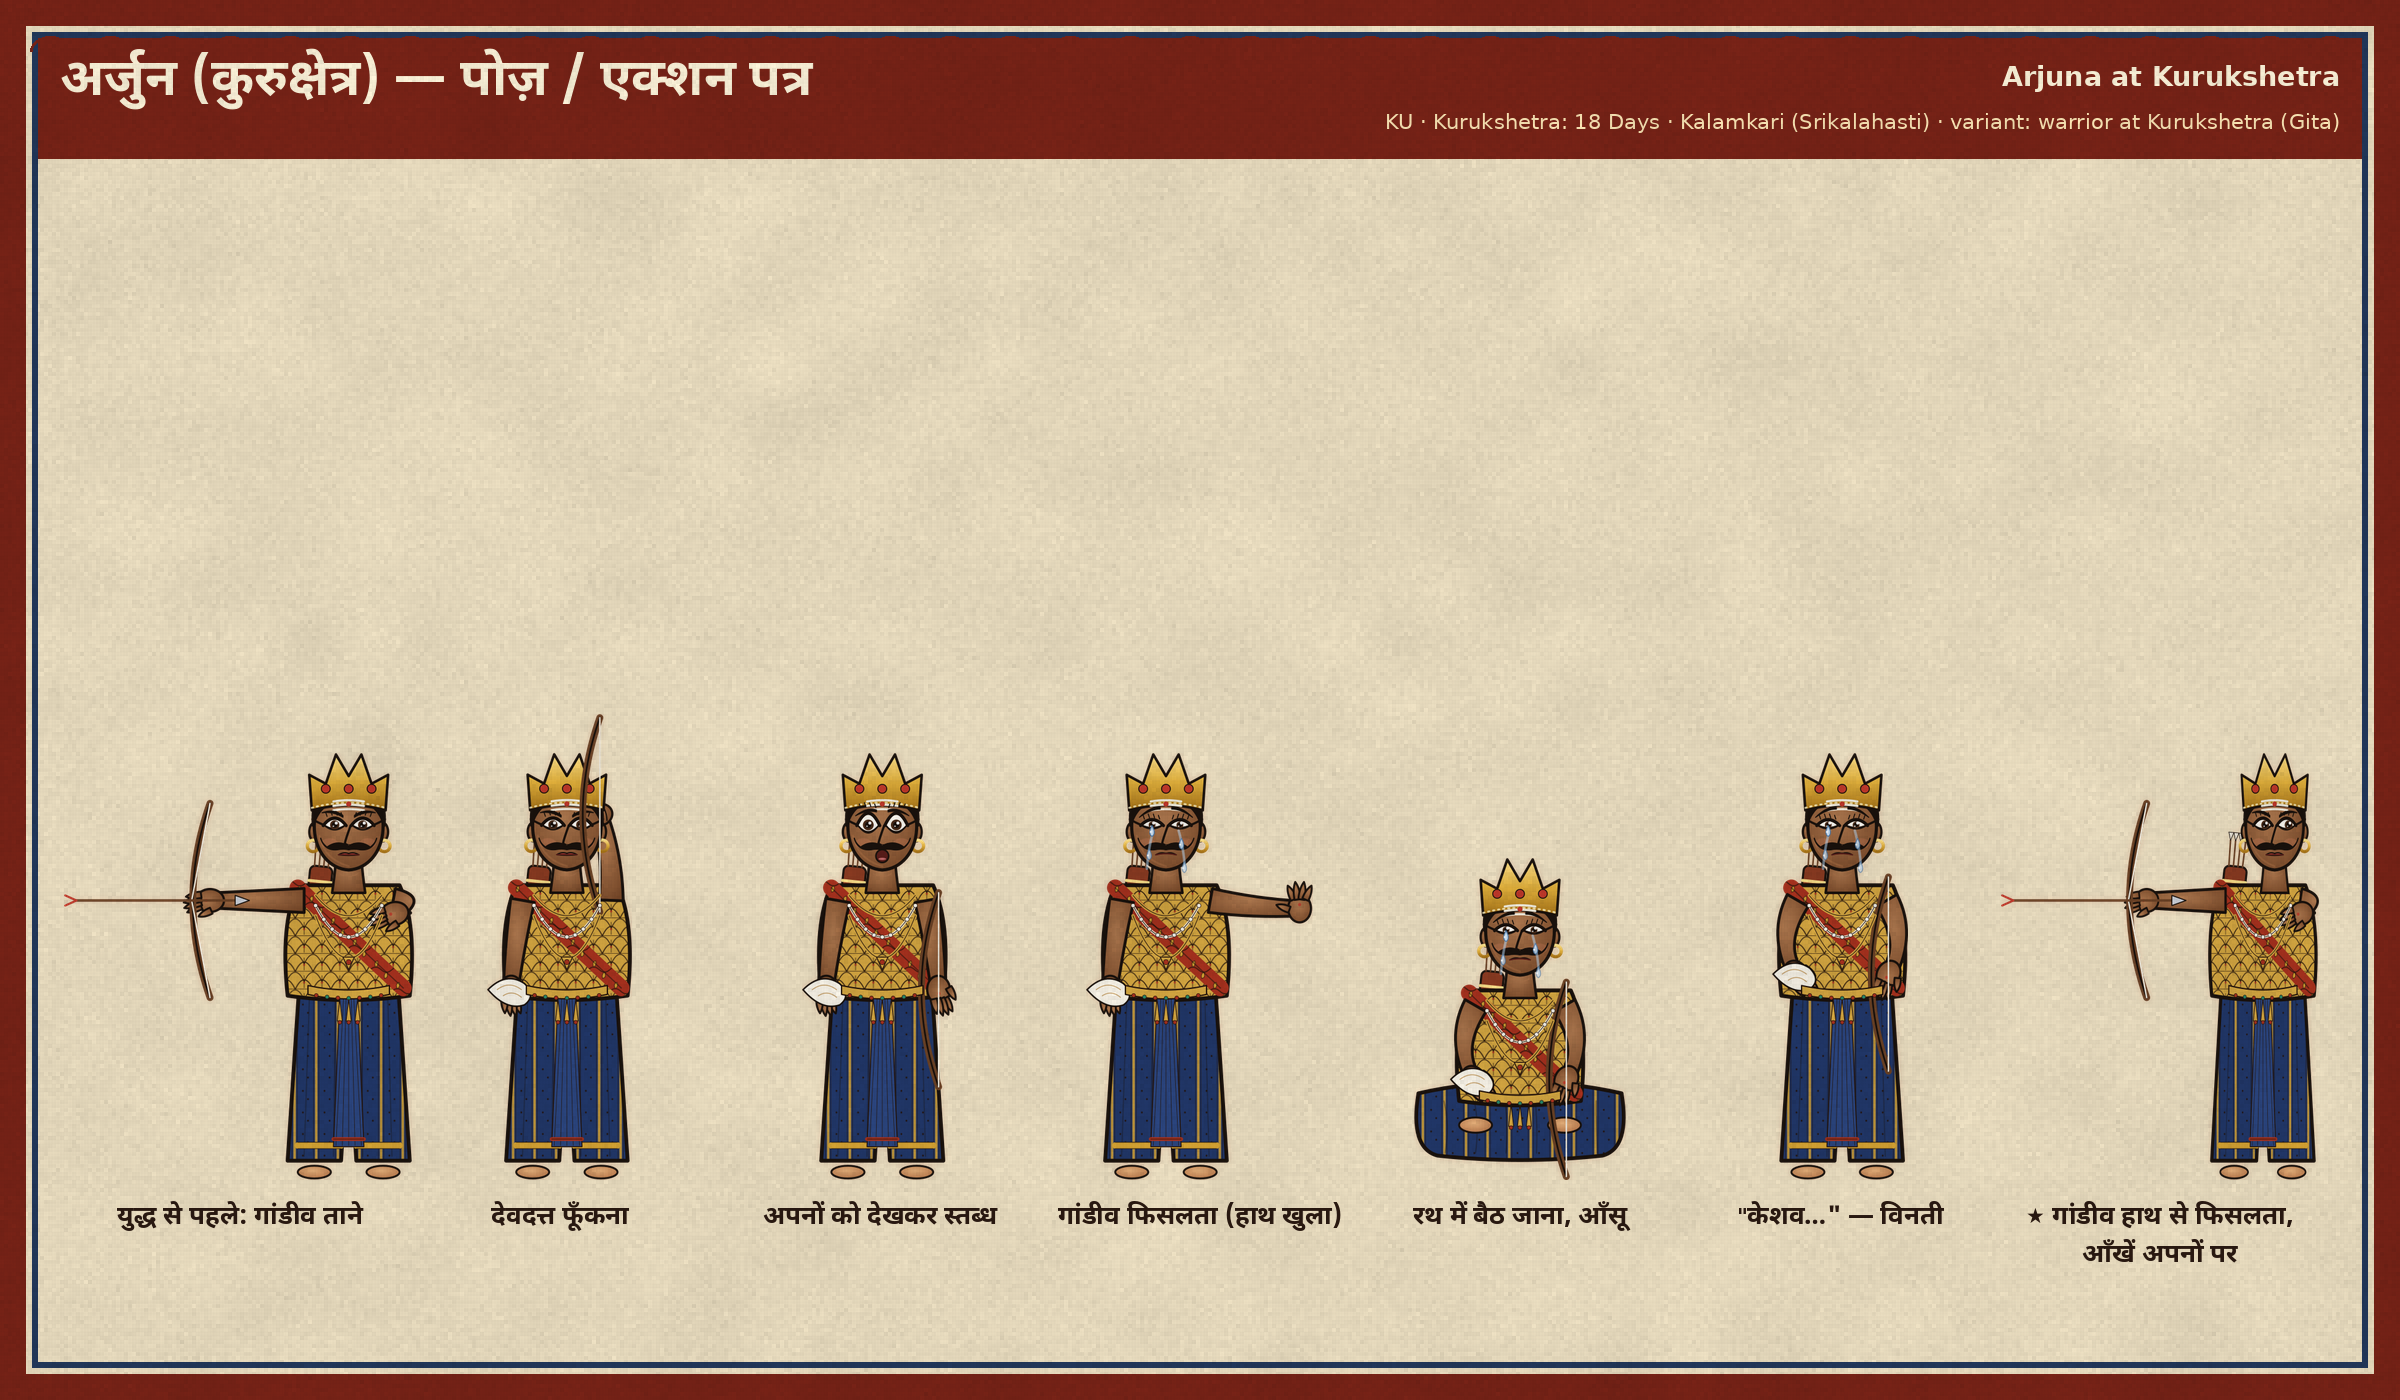 अर्जुन (कुरुक्षेत्र) — पोज़ / एक्शन पत्र
Arjuna at Kurukshetra
KU · Kurukshetra: 18 Days · Kalamkari (Srikalahasti) · variant: warrior at Kurukshetra (Gita)
युद्ध से पहले: गांडीव ताने
देवदत्त फूँकना
अपनों को देखकर स्तब्ध
गांडीव फिसलता (हाथ खुला)
रथ में बैठ जाना, आँसू
"केशव..." — विनती
★ गांडीव हाथ से फिसलता,
आँखें अपनों पर